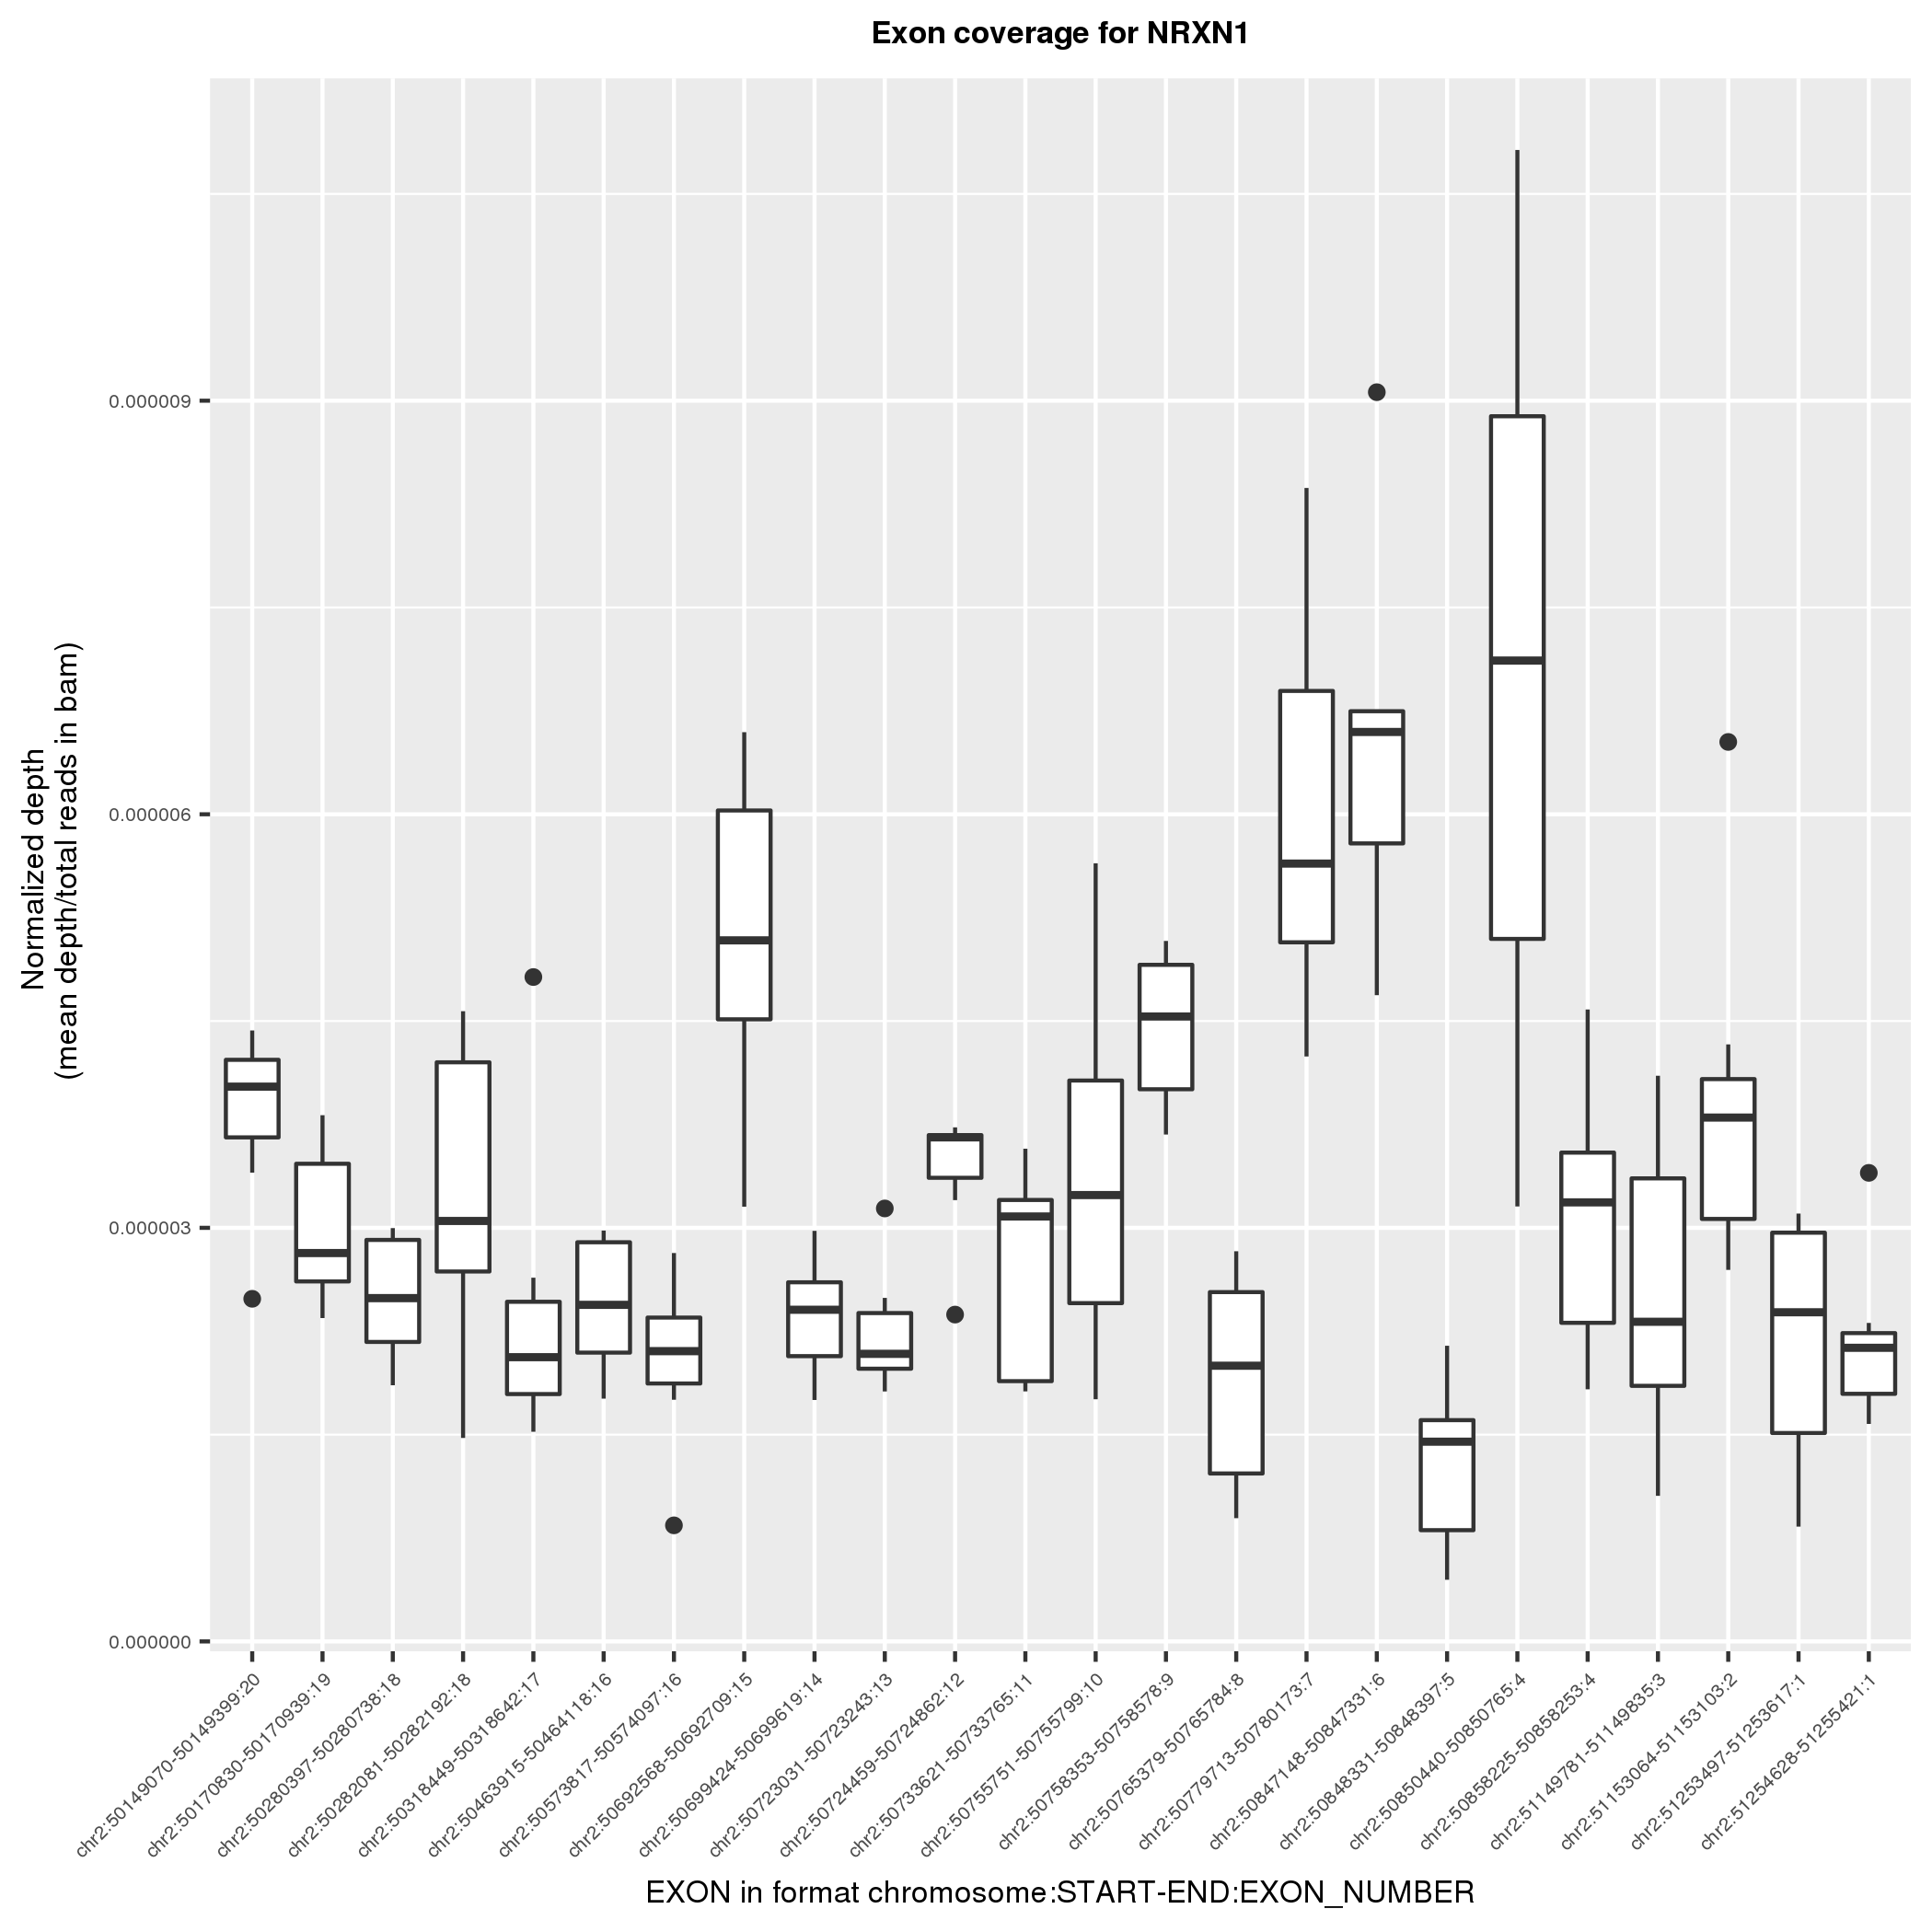 Exon coverage for NRXN1
Normalized depth
(mean depth/total reads in bam)
0.000009
0.000006
0.000003
0.000000
chr2:50149070-50149399:20
chr2:50170830-50170939:19
chr2:50280397-50280738:18
chr2:50282081-50282192:18
chr2:50318449-50318642:17
chr2:50463915-50464118:16
chr2:50573817-50574097:16
chr2:50692568-50692709:15
chr2:50699424-50699619:14
chr2:50723031-50723243:13
chr2:50724459-50724862:12
chr2:50733621-50733765:11
chr2:50755751-50755799:10
chr2:50758353-50758578:9
chr2:50765379-50765784:8
chr2:50779713-50780173:7
chr2:50847148-50847331:6
chr2:50848331-50848397:5
chr2:50850440-50850765:4
chr2:50858225-50858253:4
chr2:51149781-51149835:3
chr2:51153064-51153103:2
chr2:51253497-51253617:1
chr2:51254628-51255421:1
EXON in format chromosome:START-END:EXON_NUMBER